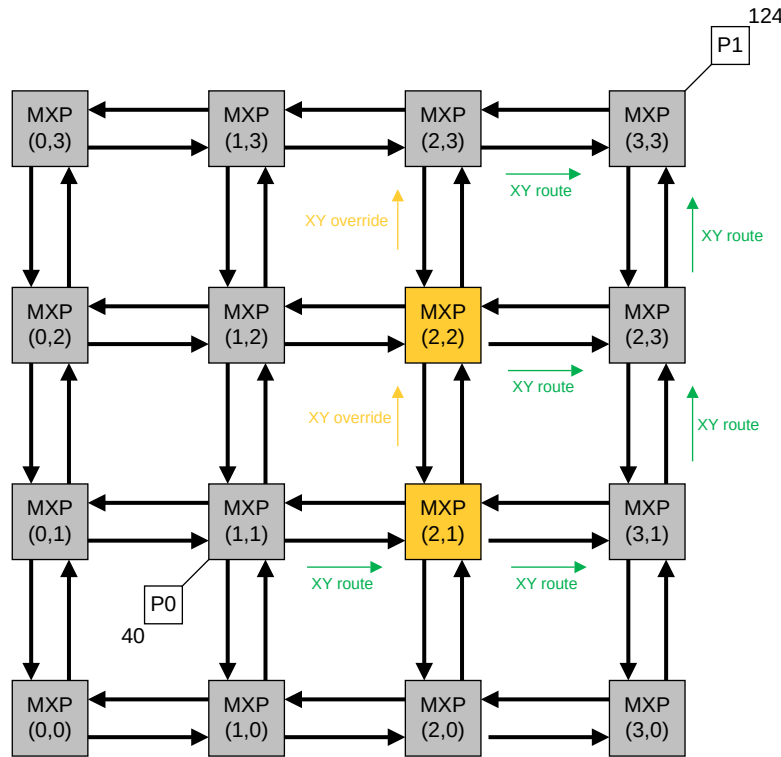 124
P1
MXP
(0,3)
MXP
(1,3)
MXP
(2,3)
MXP
(3,3)
XY route
XY override
XY route
MXP
(0,2)
MXP
(1,2)
MXP
(2,2)
MXP
(2,3)
XY route
XY override
XY route
MXP
(0,1)
MXP
(1,1)
MXP
(2,1)
MXP
(3,1)
XY route
XY route
P0
40
MXP
(0,0)
MXP
(1,0)
MXP
(2,0)
MXP
(3,0)